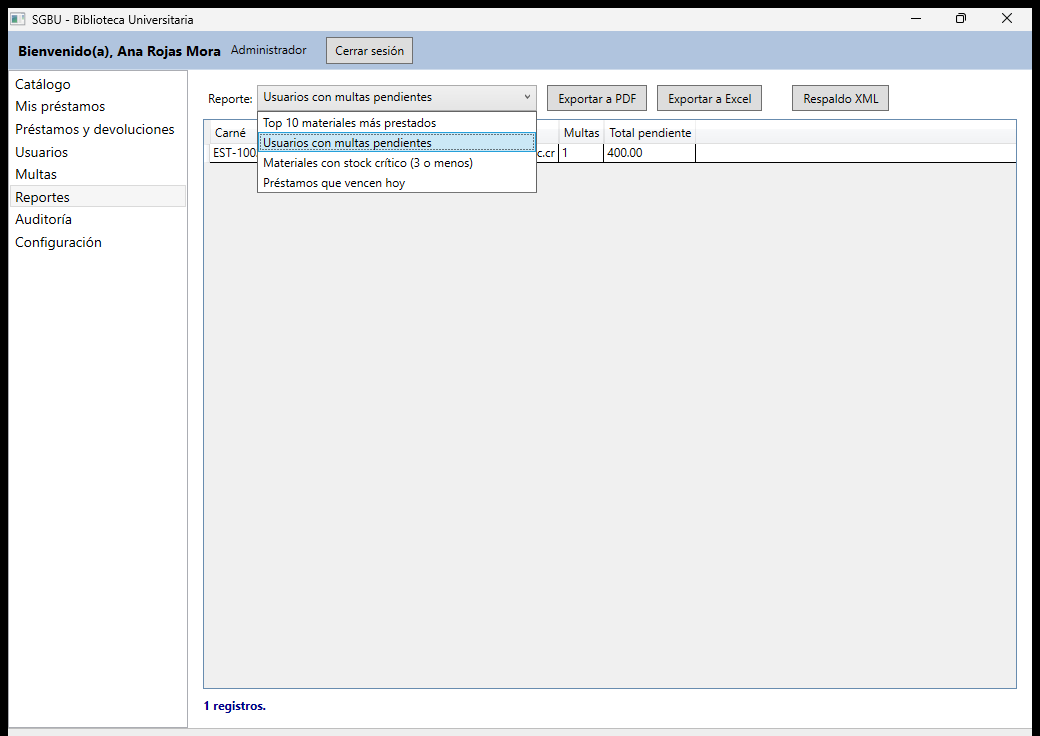 SGBU - Biblioteca Universitaria
Bienvenido(a), Ana Rojas Mora Administrador Cerrar sesión
Catálogo
Mis préstamos
Préstamos y devoluciones
Usuarios
Multas
Reportes
Auditoría
Configuración
Reporte: Usuarios con multas pendientes Exportar a PDF Exportar a Excel Respaldo XML
Top 10 materiales más prestados
Usuarios con multas pendientes
Materiales con stock crítico (3 o menos)
Préstamos que vencen hoy
Carné Multas Total pendiente
EST-100 c.cr 1 400.00
1 registros.